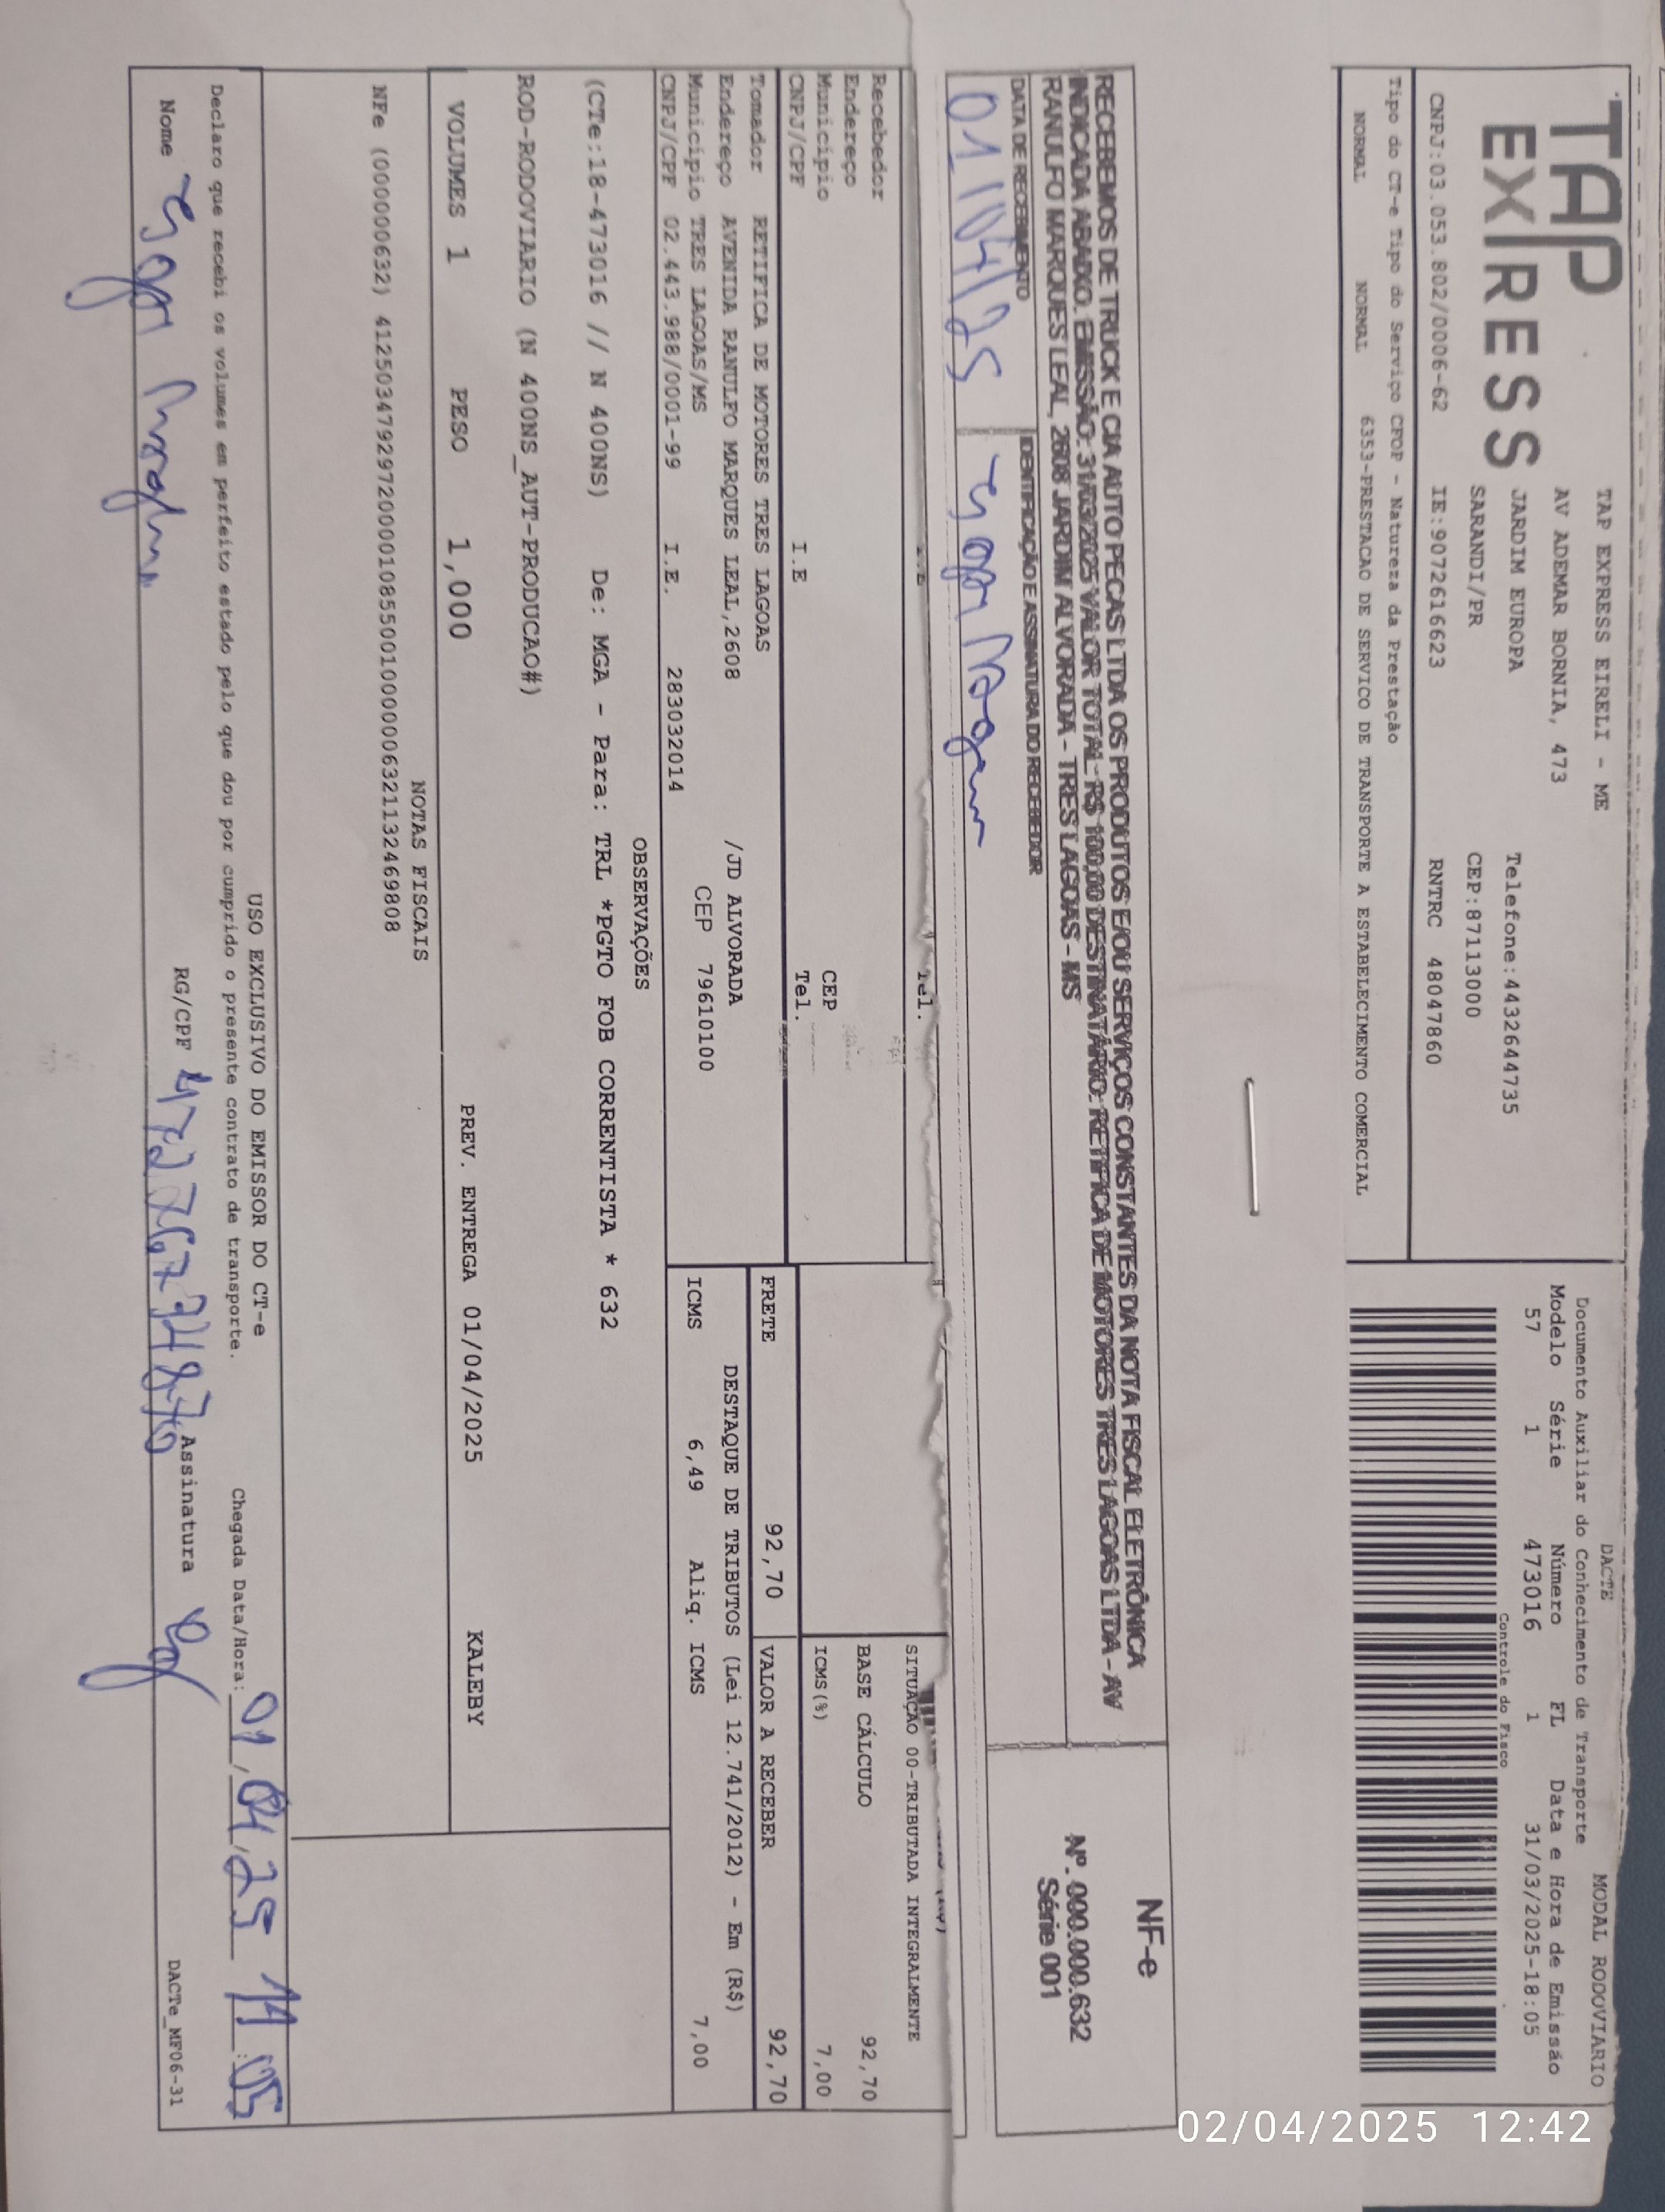 TAP
EXPRESS
TAP EXPRESS EIRELI - ME
AV ADEMAR BORNIA, 473
JARDIM EUROPA
Telefone:4432644735
SARANDI/PR
CEP:87113000
CNPJ:03.053.802/0006-62
IE:9072616623
RNTRC 48047860
Tipo do CT-e Tipo do Serviço CFOP - Natureza da Prestação
NORMAL NORMAL 6353-PRESTACAO DE SERVICO DE TRANSPORTE A ESTABELECIMENTO COMERCIAL
DACTE
MODAL RODOVIARIO
Documento Auxiliar do Conhecimento de Transporte
Modelo Série Número FL Data e Hora de Emissão
57 1 473016 1 31/03/2025-18:05
Controle do Fisco
RECEBEMOS DE TRUCK E CIA AUTO PECAS LTDA OS PRODUTOS E/OU SERVIÇOS CONSTANTES DA NOTA FISCAL ELETRÔNICA
INDICADA ABAIXO. EMISSÃO: 31/03/2025 VALOR TOTAL: R$ 100,00 DESTINATÁRIO: RETIFICA DE MOTORES TRES LAGOAS LTDA - AV
RANULFO MARQUES LEAL, 2608 JARDIM ALVORADA - TRES LAGOAS - MS
DATA DE RECEBIMENTO
IDENTIFICAÇÃO E ASSINATURA DO RECEBEDOR
01/04/25
NF-e
Nº. 000.000.632
Série 001
Tel.
Recebedor
Endereço
Município CEP
CNPJ/CPF I.E Tel.
SITUAÇÃO 00-TRIBUTADA INTEGRALMENTE
BASE CÁLCULO 92,70
ICMS(%) 7,00
Tomador RETIFICA DE MOTORES TRES LAGOAS
Endereço AVENIDA RANULFO MARQUES LEAL,2608 /JD ALVORADA
Município TRES LAGOAS/MS CEP 79610100
CNPJ/CPF 02.443.988/0001-99 I.E. 283032014
FRETE 92,70 VALOR A RECEBER 92,70
DESTAQUE DE TRIBUTOS (Lei 12.741/2012) - Em (R$)
ICMS 6,49 Aliq. ICMS 7,00
OBSERVAÇÕES
(CTe:18-473016 // N 400NS) De: MGA - Para: TRL *PGTO FOB CORRENTISTA * 632
ROD-RODOVIARIO (N 400NS_AUT-PRODUCAO#)
VOLUMES 1 PESO 1,000 PREV. ENTREGA 01/04/2025 KALEBY
NOTAS FISCAIS
NFe (000000632) 41250347929720000108550010000006321132469808
USO EXCLUSIVO DO EMISSOR DO CT-e
Declaro que recebi os volumes em perfeito estado pelo que dou por cumprido o presente contrato de transporte.
Chegada Data/Hora: 01/04/25 11:05
Nome RG/CPF Assinatura
DACTe_MF06-31
02/04/2025 12:42